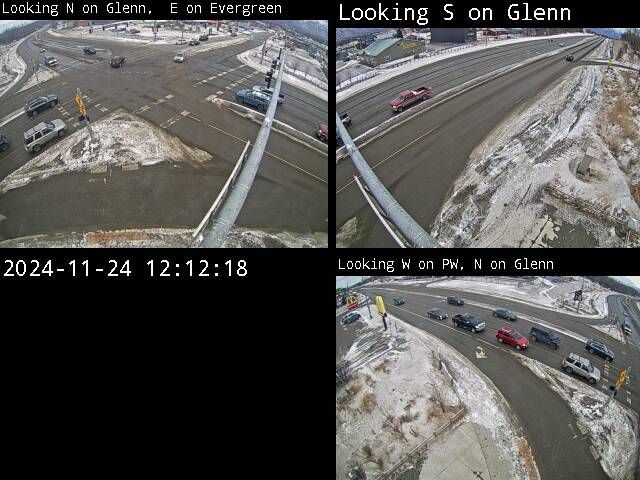 Looking N on Glenn, E on Evergreen
Looking S on Glenn
2024-11-24 12:12:18
Looking W on PW, N on Glenn